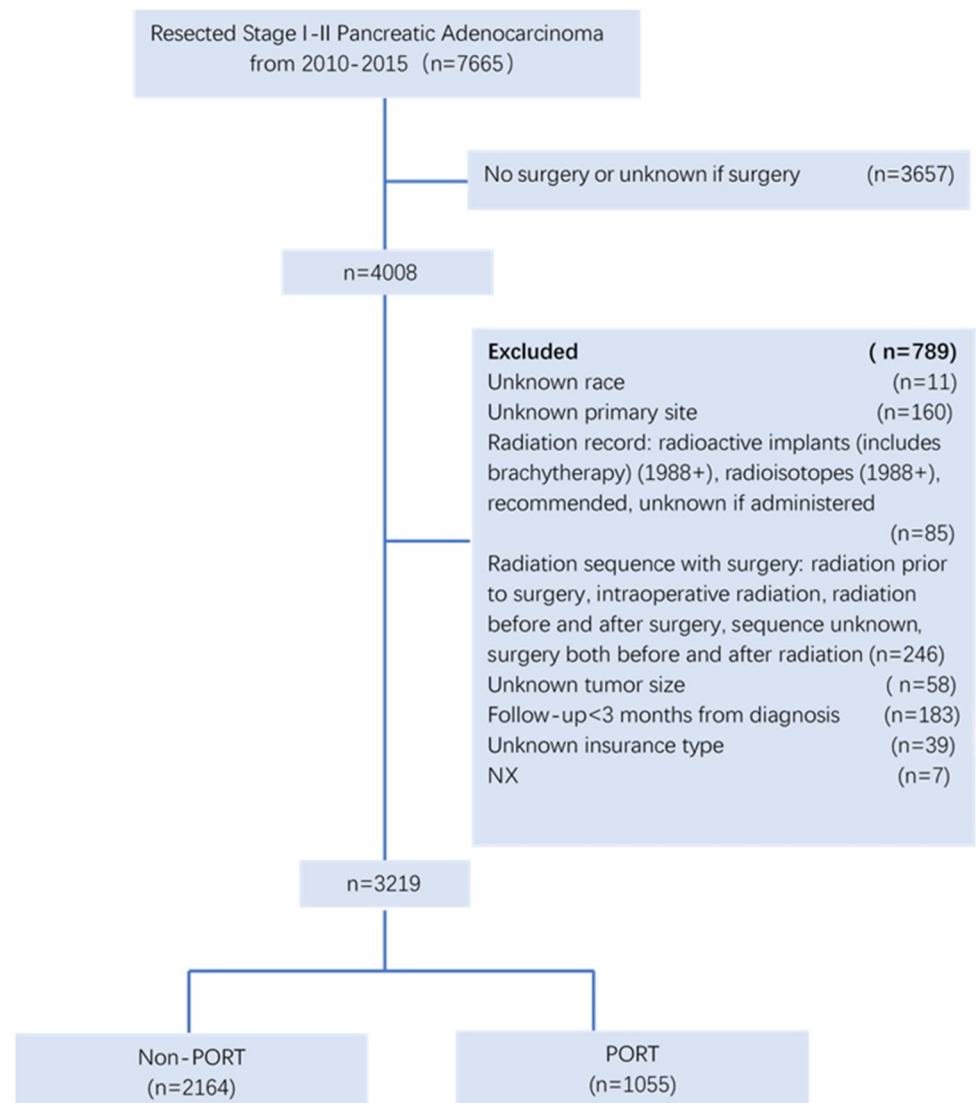 Resected Stage I-II Pancreatic Adenocarcinoma
from 2010-2015 (n=7665)
No surgery or unknown if surgery (n=3657)
n=4008
Excluded ( n=789)
Unknown race (n=11)
Unknown primary site (n=160)
Radiation record: radioactive implants (includes
brachytherapy) (1988+), radioisotopes (1988+),
recommended, unknown if administered
(n=85)
Radiation sequence with surgery: radiation prior
to surgery, intraoperative radiation, radiation
before and after surgery, sequence unknown,
surgery both before and after radiation (n=246)
Unknown tumor size ( n=58)
Follow-up<3 months from diagnosis (n=183)
Unknown insurance type (n=39)
NX (n=7)
n=3219
Non-PORT
(n=2164)
PORT
(n=1055)